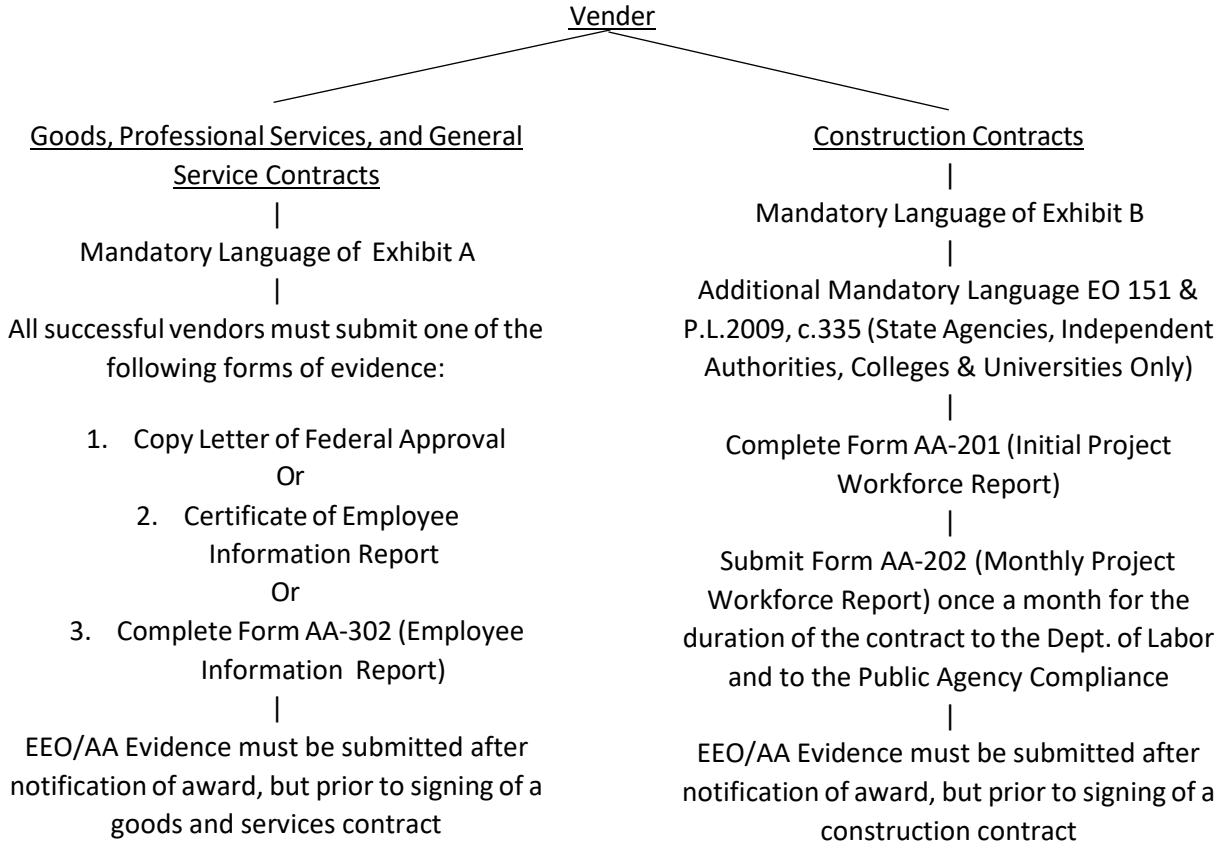 Vender
Goods, Professional Services, and General
Service Contracts
|
Mandatory Language of Exhibit A
|
All successful vendors must submit one of the
following forms of evidence:
1. Copy Letter of Federal Approval
Or
2. Certificate of Employee
Information Report
Or
3. Complete Form AA-302 (Employee
Information Report)
|
EEO/AA Evidence must be submitted after
notification of award, but prior to signing of a
goods and services contract
Construction Contracts
|
Mandatory Language of Exhibit B
|
Additional Mandatory Language EO 151 &
P.L.2009, c.335 (State Agencies, Independent
Authorities, Colleges & Universities Only)
|
Complete Form AA-201 (Initial Project
Workforce Report)
|
Submit Form AA-202 (Monthly Project
Workforce Report) once a month for the
duration of the contract to the Dept. of Labor
and to the Public Agency Compliance
|
EEO/AA Evidence must be submitted after
notification of award, but prior to signing of a
construction contract